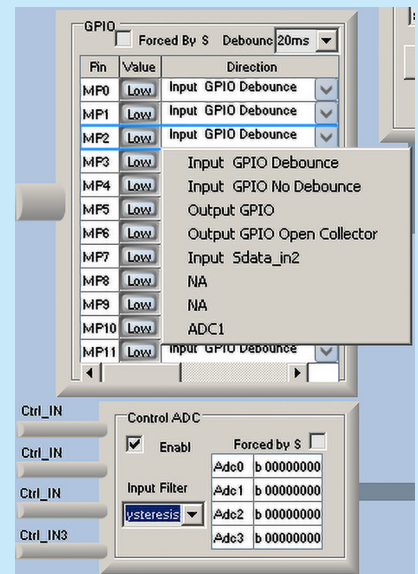 GPIO
Forced By S Debounc 20ms
Pin Value Direction
MP0 Low Input GPIO Debounce
MP1 Low Input GPIO Debounce
MP2 Low Input GPIO Debounce
MP3 Low Input GPIO Debounce
MP4 Low Input GPIO No Debounce
MP5 Low Output GPIO
MP6 Low Output GPIO Open Collector
MP7 Low Input Sdata_in2
MP8 Low NA
MP9 Low NA
MP10 Low ADC1
MP11 Low Input GPIO Debounce
Ctrl_IN
Control ADC
Ctrl_IN
Enabl Forced by S
Adc0 b 00000000
Ctrl_IN
Input Filter Adc1 b 00000000
ysteresis Adc2 b 00000000
Ctrl_IN3
Adc3 b 00000000